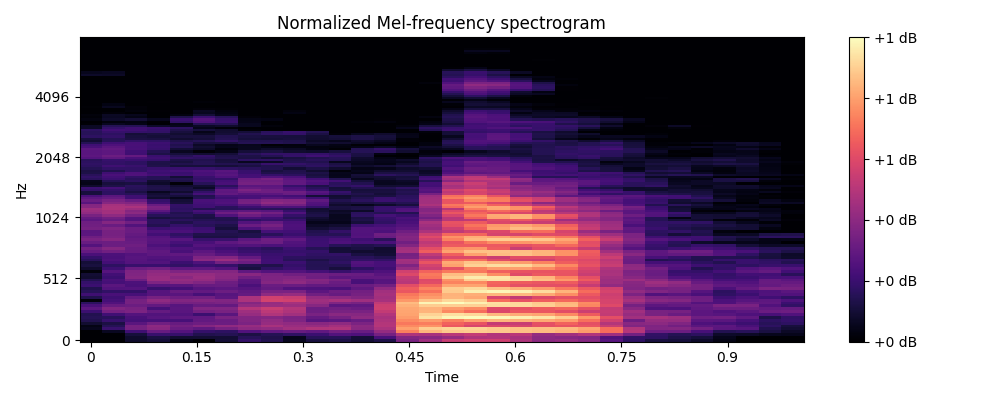 Normalized Mel-frequency spectrogram
Hz
4096
2048
1024
512
0
0 0.15 0.3 0.45 0.6 0.75 0.9
Time
+1 dB
+1 dB
+1 dB
+0 dB
+0 dB
+0 dB